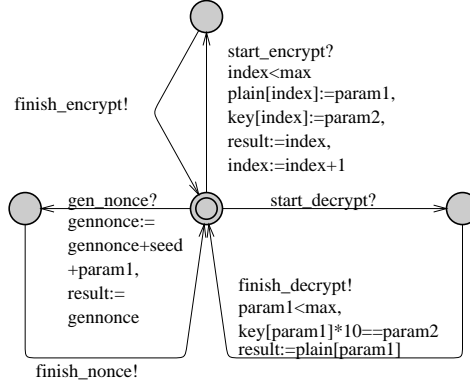 start_encrypt?
index<max
plain[index]:=param1,
key[index]:=param2,
result:=index,
index:=index+1
finish_encrypt!
gen_nonce?
gennonce:=
gennonce+seed
+param1,
result:=
gennonce
start_decrypt?
finish_decrypt!
param1<max,
key[param1]*10==param2
result:=plain[param1]
finish_nonce!